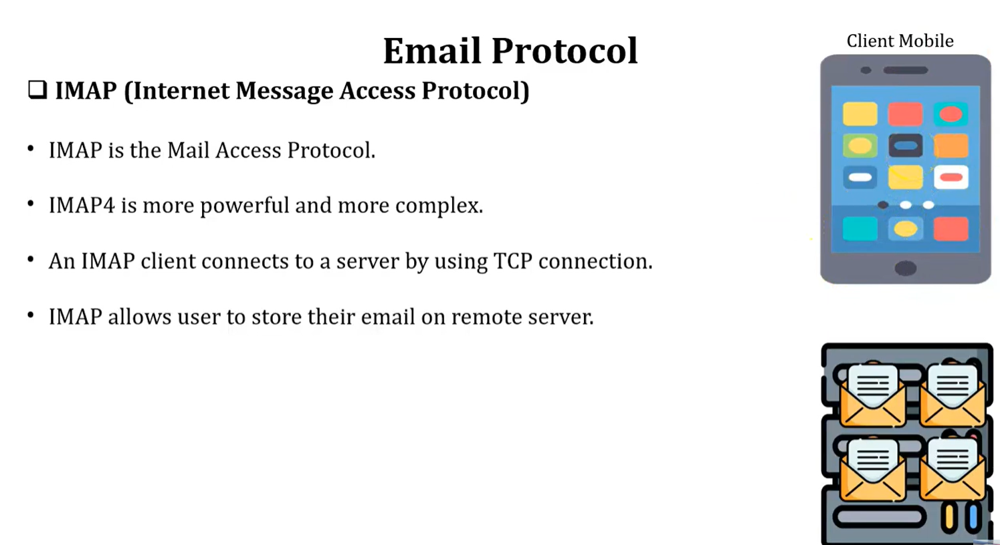 Email Protocol
Client Mobile
❑ IMAP (Internet Message Access Protocol)
• IMAP is the Mail Access Protocol.
• IMAP4 is more powerful and more complex.
• An IMAP client connects to a server by using TCP connection.
• IMAP allows user to store their email on remote server.